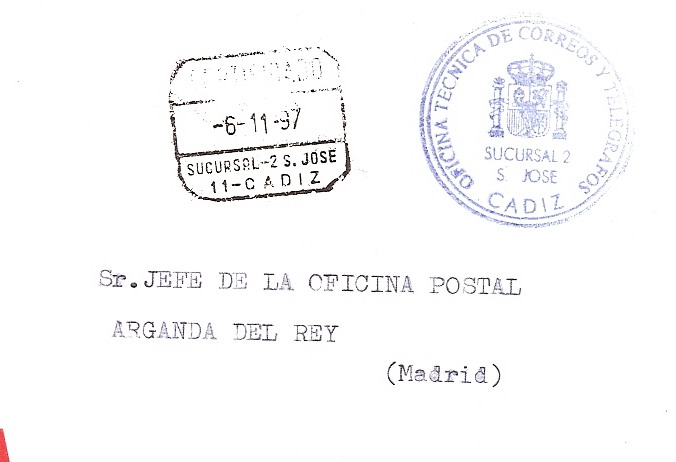 CERTIFICADO
-6-11-97
SUCURSAL-2 S. JOSE
11-CADIZ
OFICINA TECNICA DE CORREOS Y TELEGRAFOS
SUCURSAL 2
S. JOSE
CADIZ
Sr.JEFE DE LA OFICINA POSTAL
ARGANDA DEL REY
(Madrid)